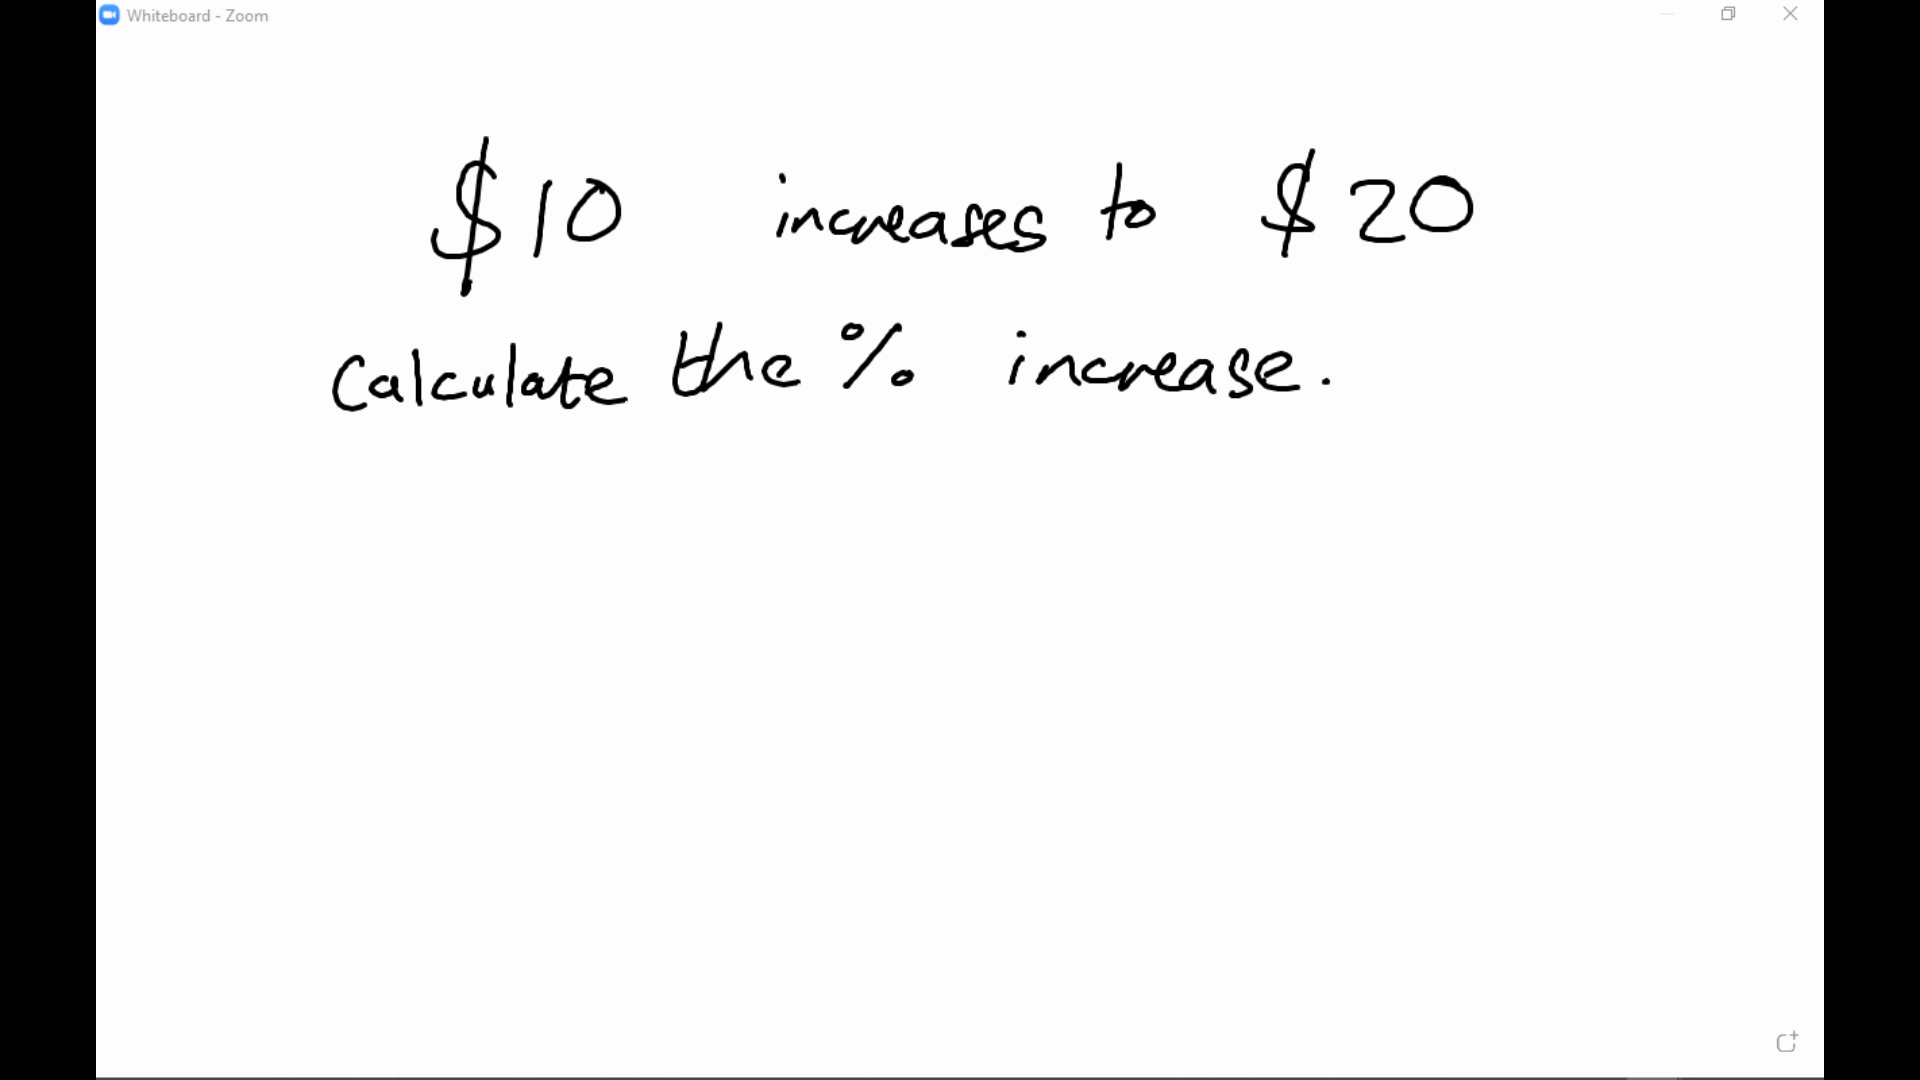 Whiteboard - Zoom
$10 increases to $20
Calculate the % increase.